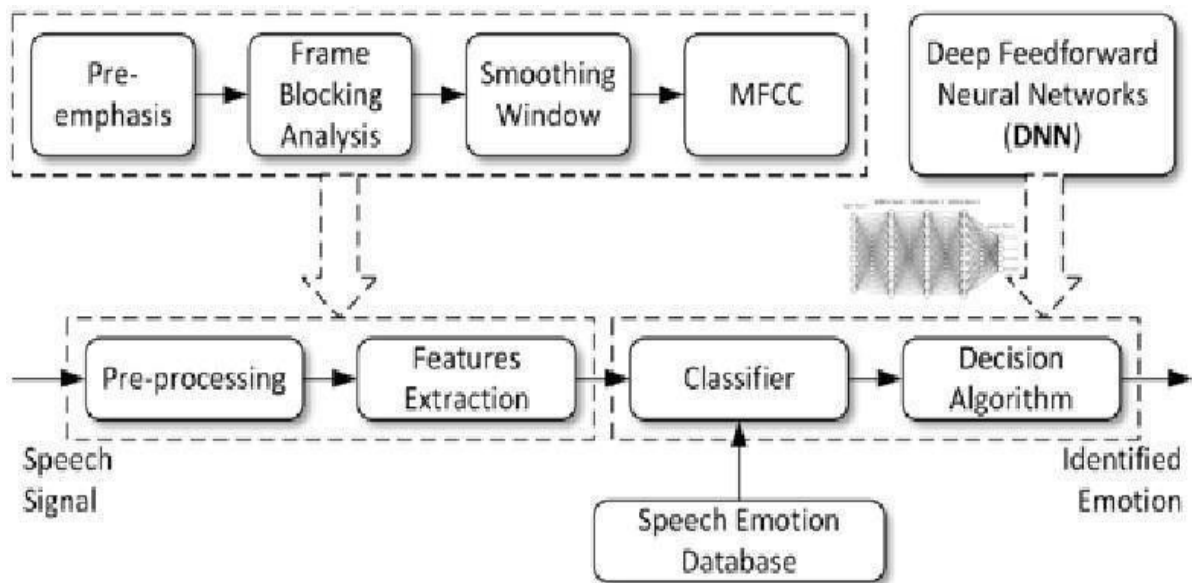 Pre-
emphasis
Frame
Blocking
Analysis
Smoothing
Window
MFCC
Deep Feedforward
Neural Networks
(DNN)
Pre-processing
Features
Extraction
Classifier
Decision
Algorithm
Speech
Signal
Identified
Emotion
Speech Emotion
Database